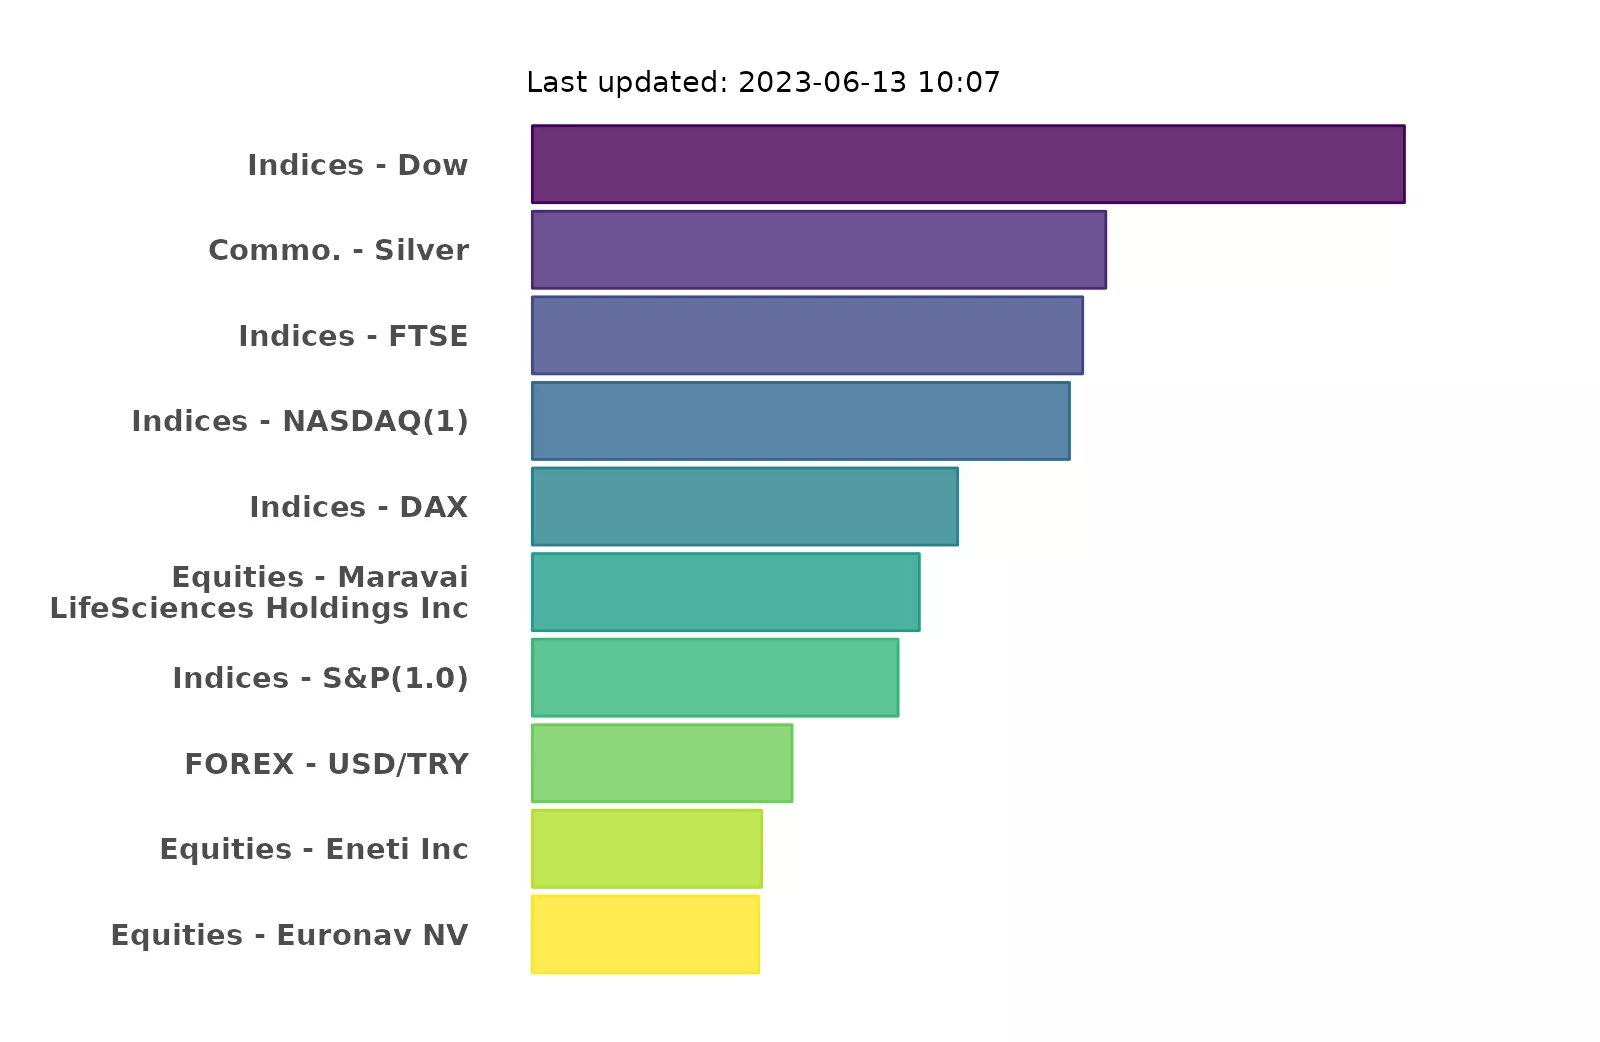 Last updated: 2023-06-13 10:07
Indices - Dow
Commo. - Silver
Indices - FTSE
Indices - NASDAQ(1)
Indices - DAX
Equities - Maravai
LifeSciences Holdings Inc
Indices - S&P(1.0)
FOREX - USD/TRY
Equities - Eneti Inc
Equities - Euronav NV